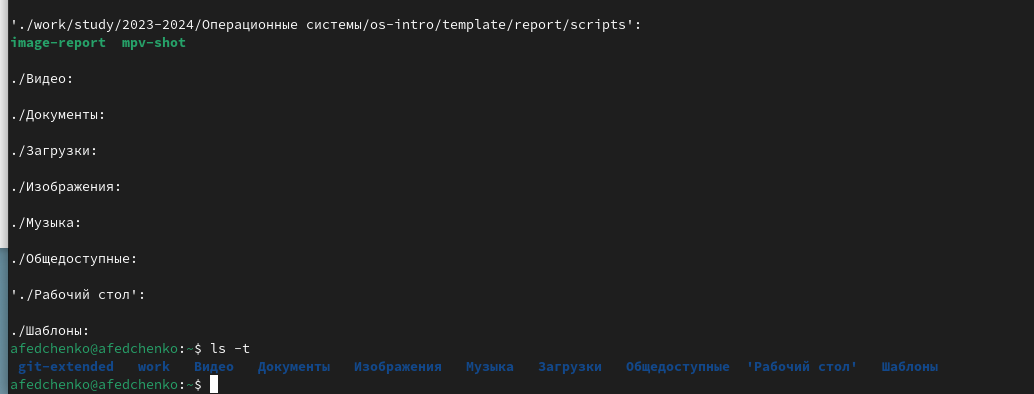 './work/study/2023-2024/Операционные системы/os-intro/template/report/scripts':
image-report  mpv-shot
./Видео:
./Документы:
./Загрузки:
./Изображения:
./Музыка:
./Общедоступные:
'./Рабочий стол':
./Шаблоны:
afedchenko@afedchenko:~$ ls -t
git-extended   work   Видео   Документы   Изображения   Музыка   Загрузки   Общедоступные  'Рабочий стол'   Шаблоны
afedchenko@afedchenko:~$